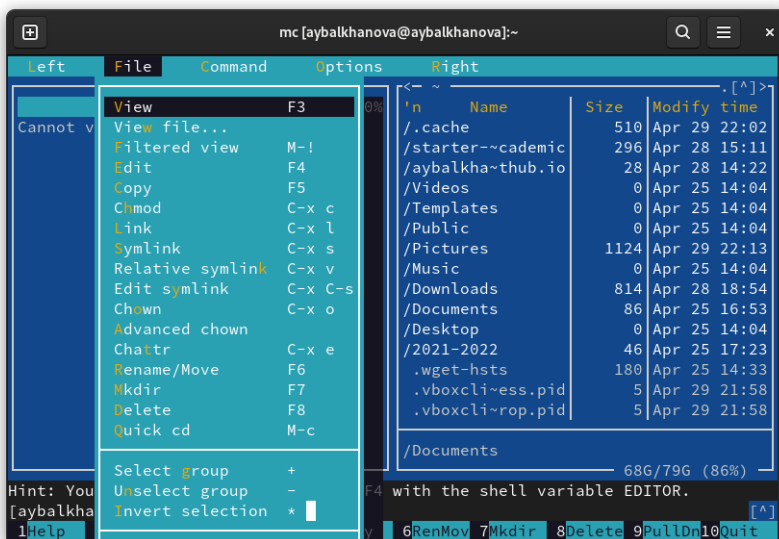 mc [aybalkhanova@aybalkhanova]:~
Left File Command Options Right
<─ ~ .[^]>
'n Name Size Modify time
/.cache 510 Apr 29 22:02
/starter-~cademic 296 Apr 28 15:11
/aybalkha~thub.io 28 Apr 28 14:22
/Videos 0 Apr 25 14:04
/Templates 0 Apr 25 14:04
/Public 0 Apr 25 14:04
/Pictures 1124 Apr 29 22:13
/Music 0 Apr 25 14:04
/Downloads 814 Apr 28 18:54
/Documents 86 Apr 25 16:53
/Desktop 0 Apr 25 14:04
/2021-2022 46 Apr 25 17:23
.wget-hsts 180 Apr 25 14:33
.vboxcli~ess.pid 5 Apr 29 21:58
.vboxcli~rop.pid 5 Apr 29 21:58
/Documents
68G/79G (86%)
Cannot v
0%
View F3
View file...
Filtered view M-!
Edit F4
Copy F5
Chmod C-x c
Link C-x l
Symlink C-x s
Relative symlink C-x v
Edit symlink C-x C-s
Chown C-x o
Advanced chown
Chattr C-x e
Rename/Move F6
Mkdir F7
Delete F8
Quick cd M-c
Select group +
Unselect group -
Invert selection *
Hint: You F4 with the shell variable EDITOR.
[aybalkha [^]
1Help y 6RenMov 7Mkdir 8Delete 9PullDn 10Quit